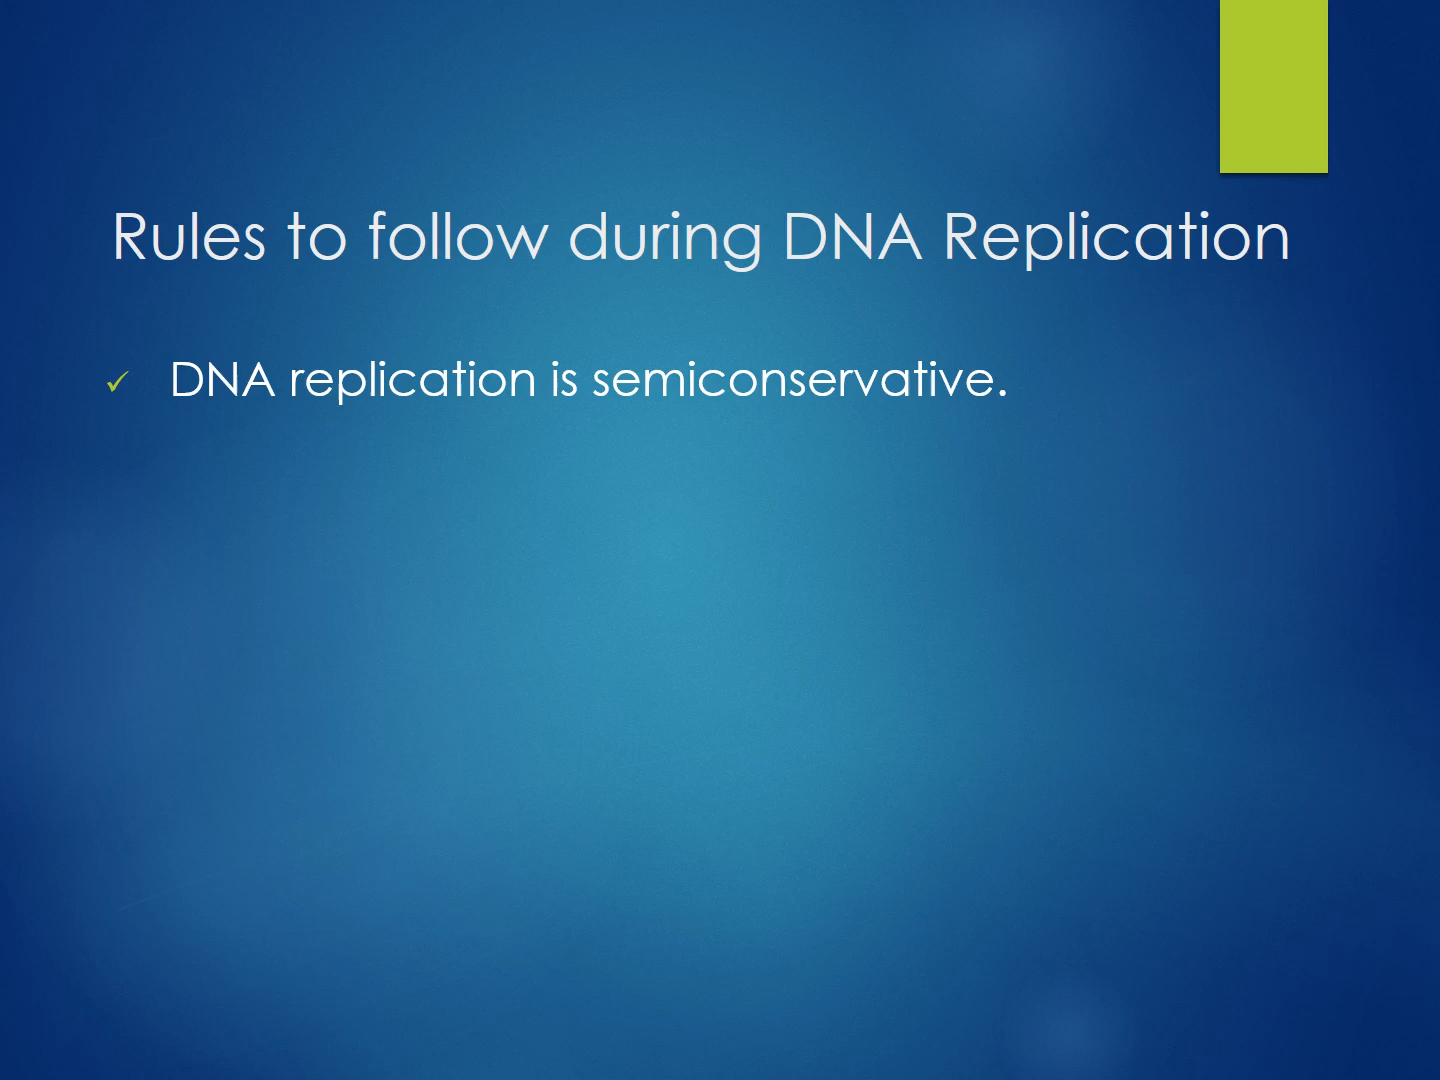 Rules to follow during DNA Replication
✓ DNA replication is semiconservative.